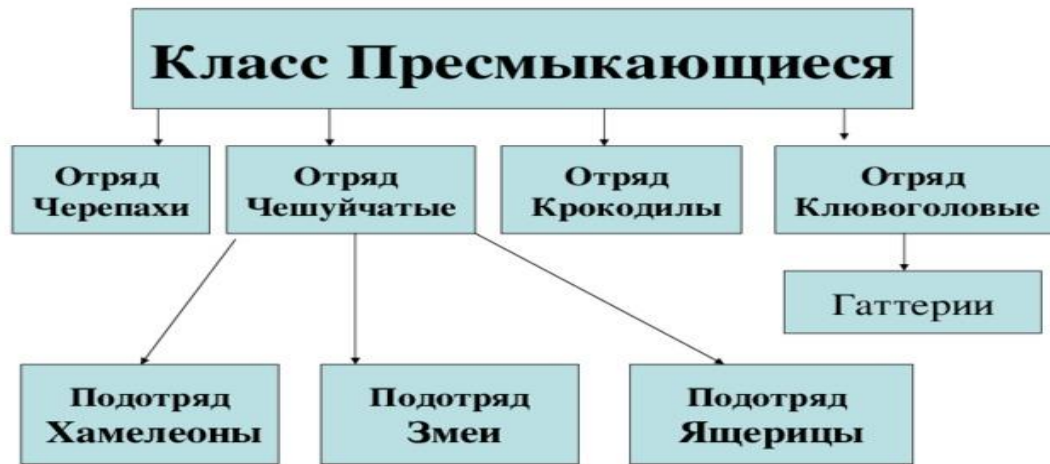 Класс Пресмыкающиеся
Отряд
Черепахи
Отряд
Чешуйчатые
Отряд
Крокодилы
Отряд
Клювоголовые
Гаттерии
Подотряд
Хамелеоны
Подотряд
Змеи
Подотряд
Ящерицы